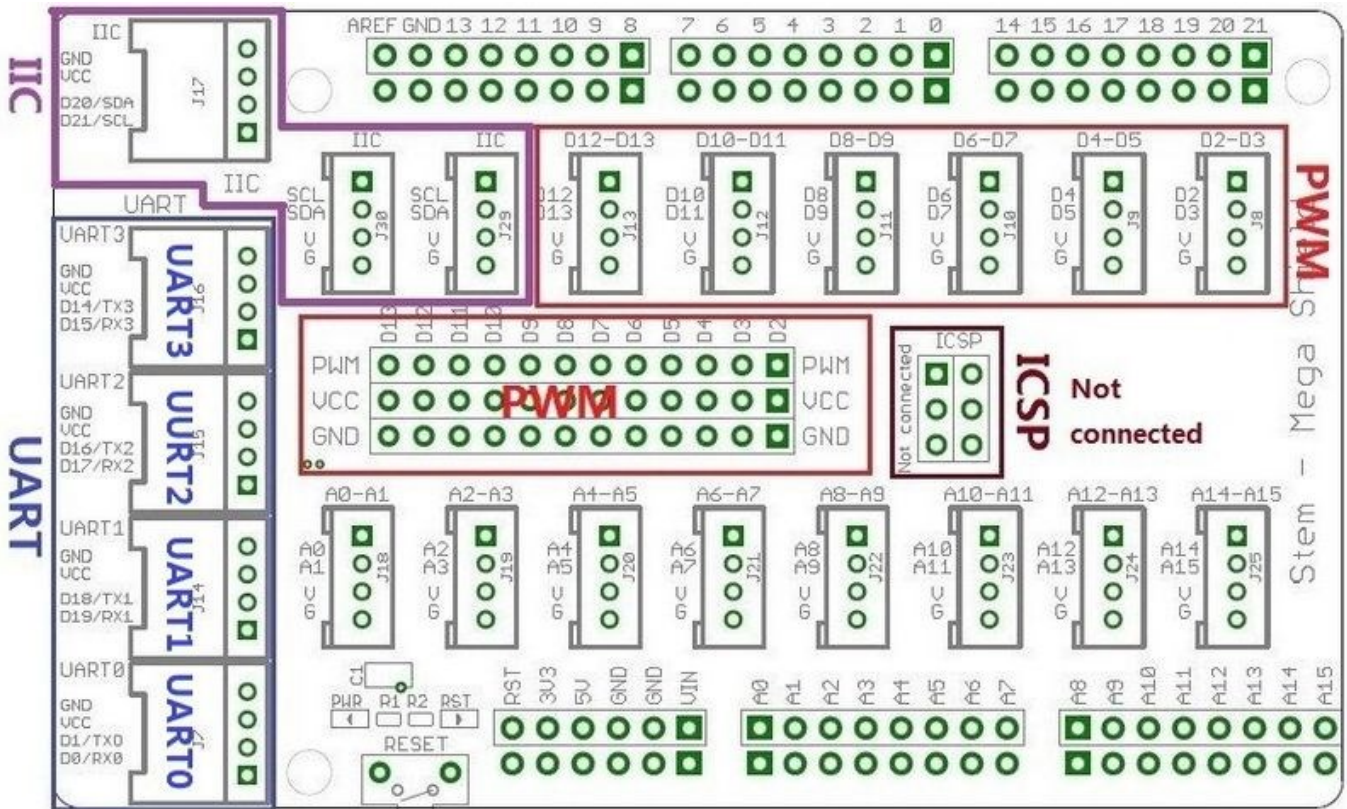 AREF GND 13 12 11 10 9 8 7 6 5 4 3 2 1 0 14 15 16 17 18 19 20 21
IIC
IIC
GND
VCC
D20/SDA
D21/SCL
J17
IIC
IIC
IIC
SCL
SDA
V
G
J30
SCL
SDA
V
G
J29
D12-D13
D12
D13
V
G
J13
D10-D11
D10
D11
V
G
J12
D8-D9
D8
D9
V
G
J11
D6-D7
D6
D7
V
G
J10
D4-D5
D4
D5
V
G
J9
D2-D3
D2
D3
V
G
J8
PWM
UART
UART
UART3
GND
VCC
D14/TX3
D15/RX3
J16
UART3
UART2
GND
VCC
D16/TX2
D17/RX2
J15
UURT2
UART1
GND
VCC
D18/TX1
D19/RX1
J14
UART1
UART0
GND
VCC
D1/TX0
D0/RX0
J7
UART0
D13 D12 D11 D10 D9 D8 D7 D6 D5 D4 D3 D2
PWM PWM
VCC VCC
GND GND
PWM
ICSP
Not connected
ICSP
Not
connected
Stem - Mega
A0-A1
A0
A1
V
G
J18
A2-A3
A2
A3
V
G
J19
A4-A5
A4
A5
V
G
J20
A6-A7
A6
A7
V
G
J21
A8-A9
A8
A9
V
G
J22
A10-A11
A10
A11
V
G
J23
A12-A13
A12
A13
V
G
J24
A14-A15
A14
A15
V
G
J25
C1
PWR R1 R2 RST
RESET
RST 3V3 5V GND GND VIN
A0 A1 A2 A3 A4 A5 A6 A7
A8 A9 A10 A11 A12 A13 A14 A15